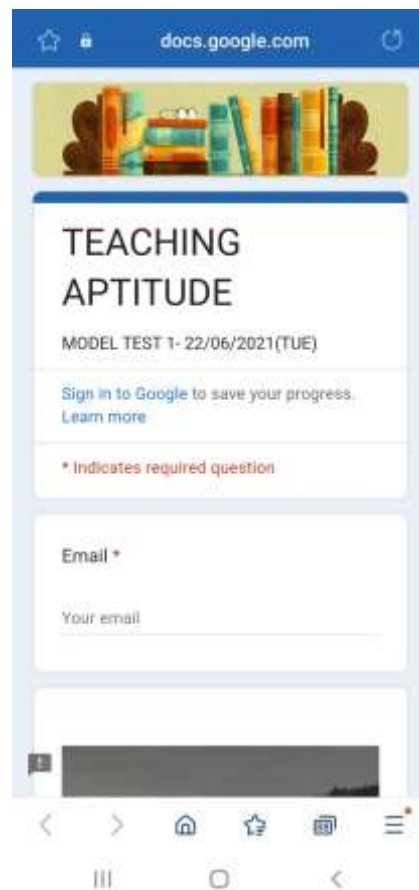 docs.google.com
TEACHING
APTITUDE
MODEL TEST 1- 22/06/2021(TUE)
Sign in to Google to save your progress.
Learn more
* Indicates required question
Email *
Your email